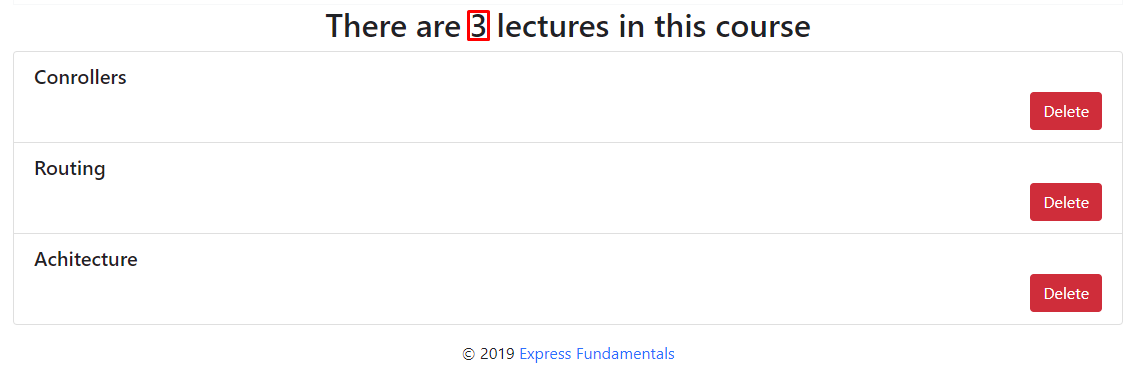 There are 3 lectures in this course
Conrollers
Delete
Routing
Delete
Achitecture
Delete
© 2019 Express Fundamentals